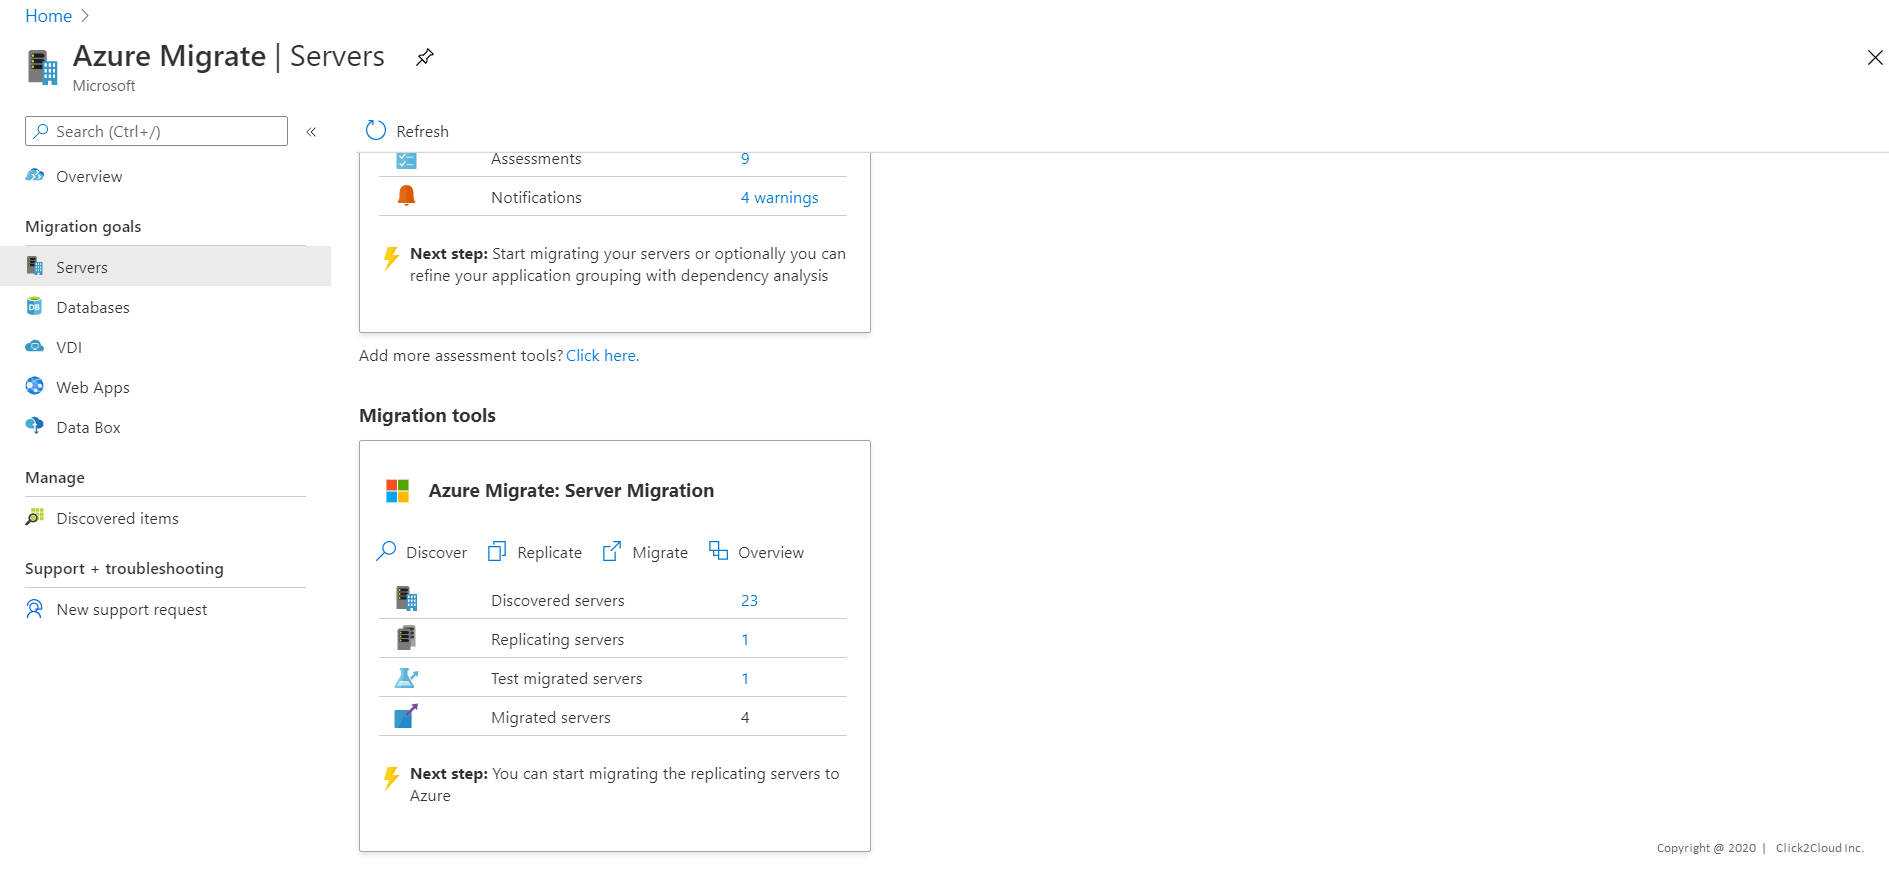 Home
Azure Migrate | Servers
Microsoft
Search (Ctrl+/)
«
Overview
Migration goals
Servers
Databases
VDI
Web Apps
Data Box
Manage
Discovered items
Support + troubleshooting
New support request
Refresh
Assessments 9
Notifications 4 warnings
Next step: Start migrating your servers or optionally you can
refine your application grouping with dependency analysis
Add more assessment tools? Click here.
Migration tools
Azure Migrate: Server Migration
Discover Replicate Migrate Overview
Discovered servers 23
Replicating servers 1
Test migrated servers 1
Migrated servers 4
Next step: You can start migrating the replicating servers to
Azure
Copyright @ 2020 | Click2Cloud Inc.